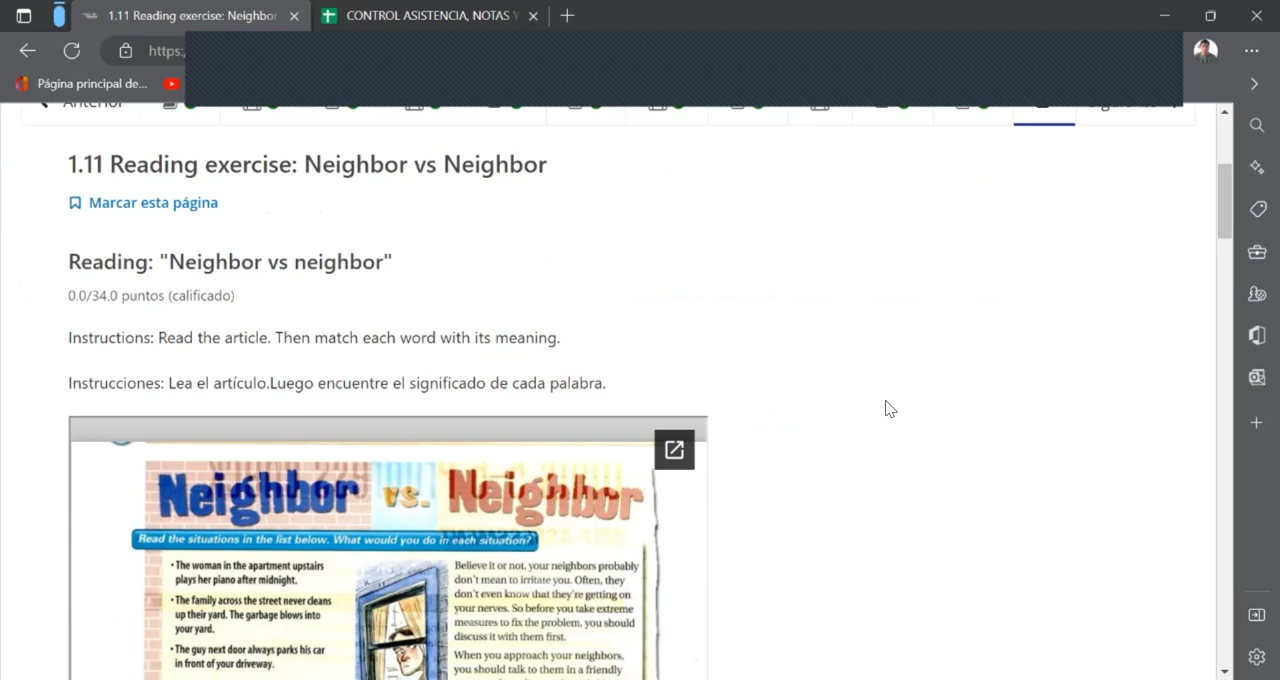 1.11 Reading exercise: Neighbor
CONTROL ASISTENCIA, NOTAS Y
https:
Página principal de...
Anterior
1.11 Reading exercise: Neighbor vs Neighbor
Marcar esta página
Reading: "Neighbor vs neighbor"
0.0/34.0 puntos (calificado)
Instructions: Read the article. Then match each word with its meaning.
Instrucciones: Lea el artículo.Luego encuentre el significado de cada palabra.
Neighbor vs. Neighbor
Read the situations in the list below. What would you do in each situation?
• The woman in the apartment upstairs
plays her piano after midnight.
• The family across the street never cleans
up their yard. The garbage blows into
your yard.
• The guy next door always parks his car
in front of your driveway.
Believe it or not, your neighbors probably
don't mean to irritate you. Often, they
don't even know that they're getting on
your nerves. So before you take extreme
measures to fix the problem, you should
discuss it with them first.
When you approach your neighbors,
you should talk to them in a friendly